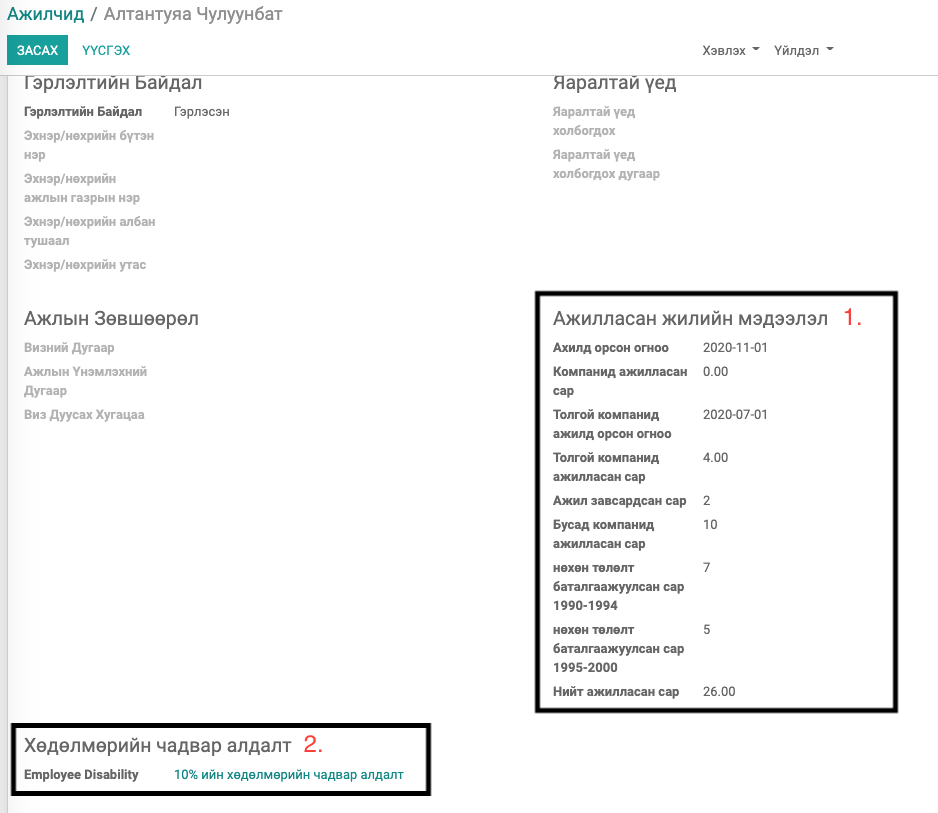 Ажилчид / Алтантуяа Чулуунбат
ЗАСАХ ҮҮСГЭХ
Хэвлэх Үйлдэл
Гэрлэлтийн Байдал
Гэрлэлтийн Байдал Гэрлэсэн
Эхнэр/нөхрийн бүтэн
нэр
Эхнэр/нөхрийн
ажлын газрын нэр
Эхнэр/нөхрийн албан
тушаал
Эхнэр/нөхрийн утас
Яаралтай үед
Яаралтай үед
холбогдох
Яаралтай үед
холбогдох дугаар
Ажлын Зөвшөөрөл
Визний Дугаар
Ажлын Үнэмлэхний
Дугаар
Виз Дуусах Хугацаа
Ажилласан жилийн мэдээлэл 1.
Ахилд орсон огноо 2020-11-01
Компанид ажилласан 0.00
сар
Толгой компанид 2020-07-01
ажилд орсон огноо
Толгой компанид 4.00
ажилласан сар
Ажил завсардсан сар 2
Бусад компанид 10
ажилласан сар
нөхөн төлөлт 7
баталгаажуулсан сар
1990-1994
нөхөн төлөлт 5
баталгаажуулсан сар
1995-2000
Нийт ажилласан сар 26.00
Хөдөлмөрийн чадвар алдалт 2.
Employee Disability 10% ийн хөдөлмөрийн чадвар алдалт